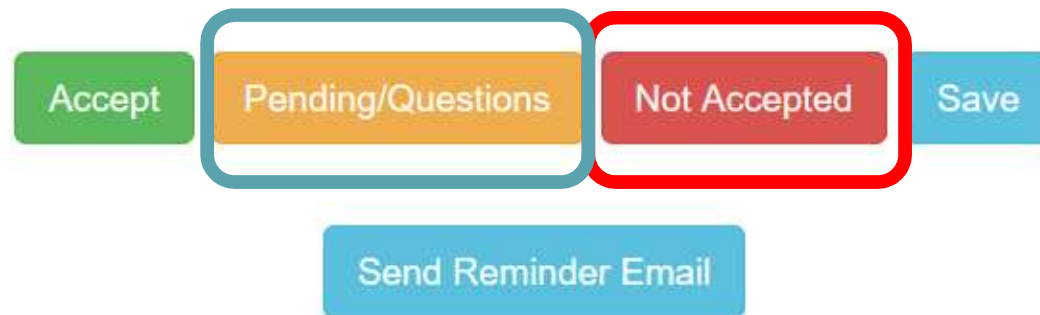 Accept Pending/Questions Not Accepted Save
Send Reminder Email